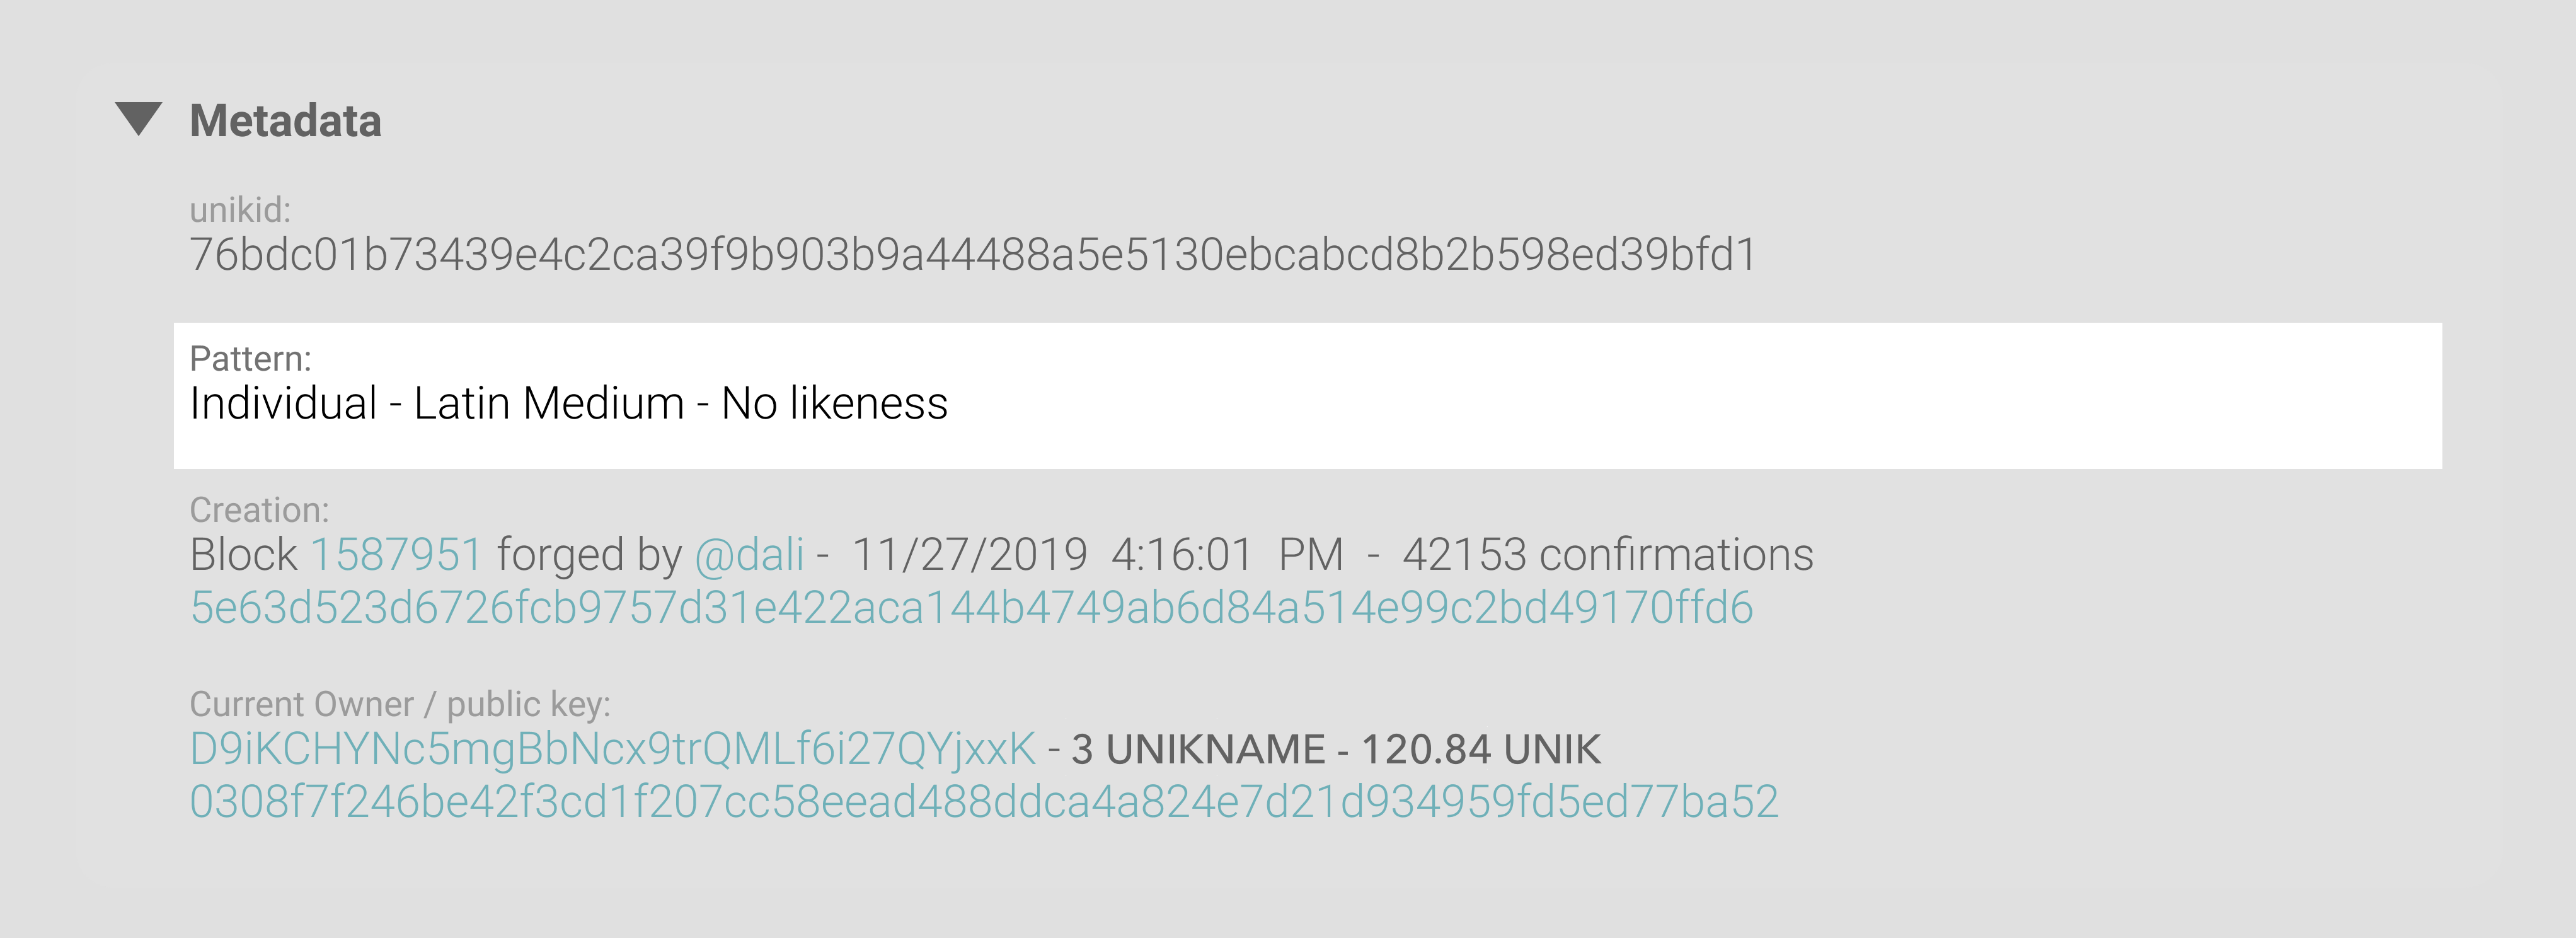 Metadata
unikid:
76bdc01b73439e4c2ca39f9b903b9a44488a5e5130ebcabcd8b2b598ed39bfd1
Pattern:
Individual - Latin Medium - No likeness
Creation:
Block 1587951 forged by @dali - 11/27/2019 4:16:01 PM - 42153 confirmations
5e63d523d6726fcb9757d31e422aca144b4749ab6d84a514e99c2bd49170ffd6
Current Owner / public key:
D9iKCHYNc5mgBbNcx9trQMLf6i27QYjxxK - 3 UNIKNAME - 120.84 UNIK
0308f7f246be42f3cd1f207cc58eead488ddca4a824e7d21d934959fd5ed77ba52